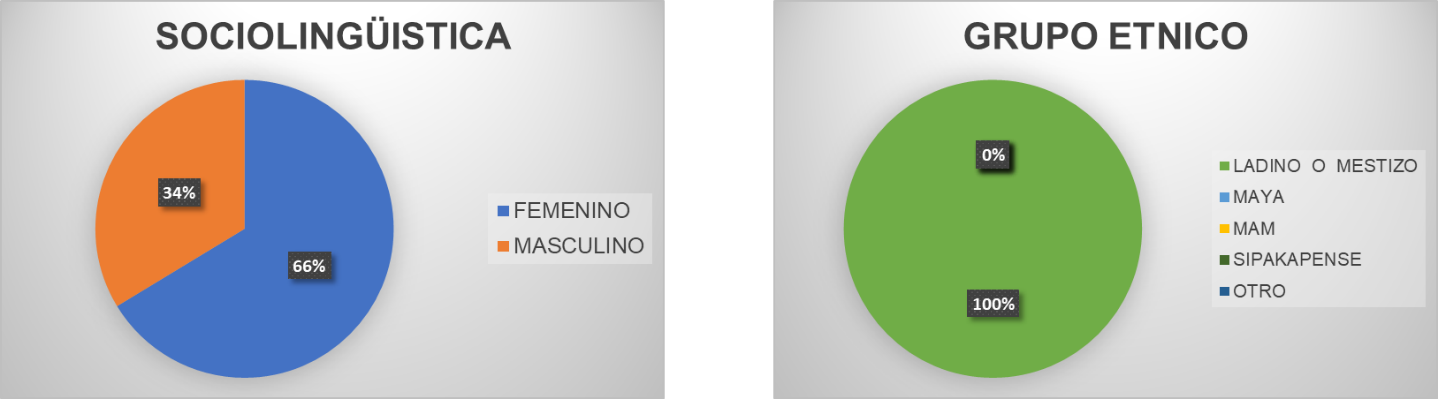 SOCIOLINGÜISTICA
34%
66%
FEMENINO
MASCULINO
GRUPO ETNICO
0%
100%
LADINO O MESTIZO
MAYA
MAM
SIPAKAPENSE
OTRO